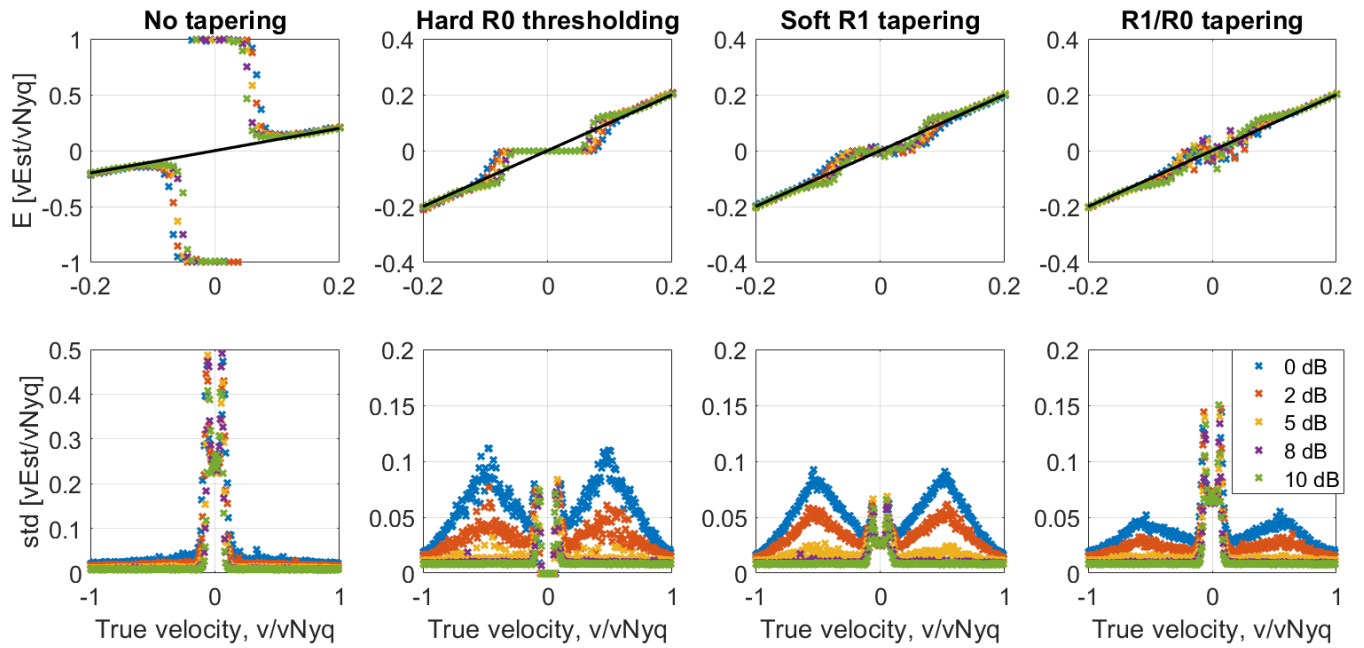 No tapering
Hard R0 thresholding
Soft R1 tapering
R1/R0 tapering
E [vEst/vNyq]
1
0.5
0
-0.5
-1
-0.2 0 0.2
0.4
0.2
0
-0.2
-0.4
-0.2 0 0.2
0.4
0.2
0
-0.2
-0.4
-0.2 0 0.2
0.4
0.2
0
-0.2
-0.4
-0.2 0 0.2
std [vEst/vNyq]
0.5
0.4
0.3
0.2
0.1
0
-1 0 1
True velocity, v/vNyq
0.2
0.15
0.1
0.05
0
-1 0 1
True velocity, v/vNyq
0.2
0.15
0.1
0.05
0
-1 0 1
True velocity, v/vNyq
0.2
0.15
0.1
0.05
0
-1 0 1
True velocity, v/vNyq
0 dB
2 dB
5 dB
8 dB
10 dB